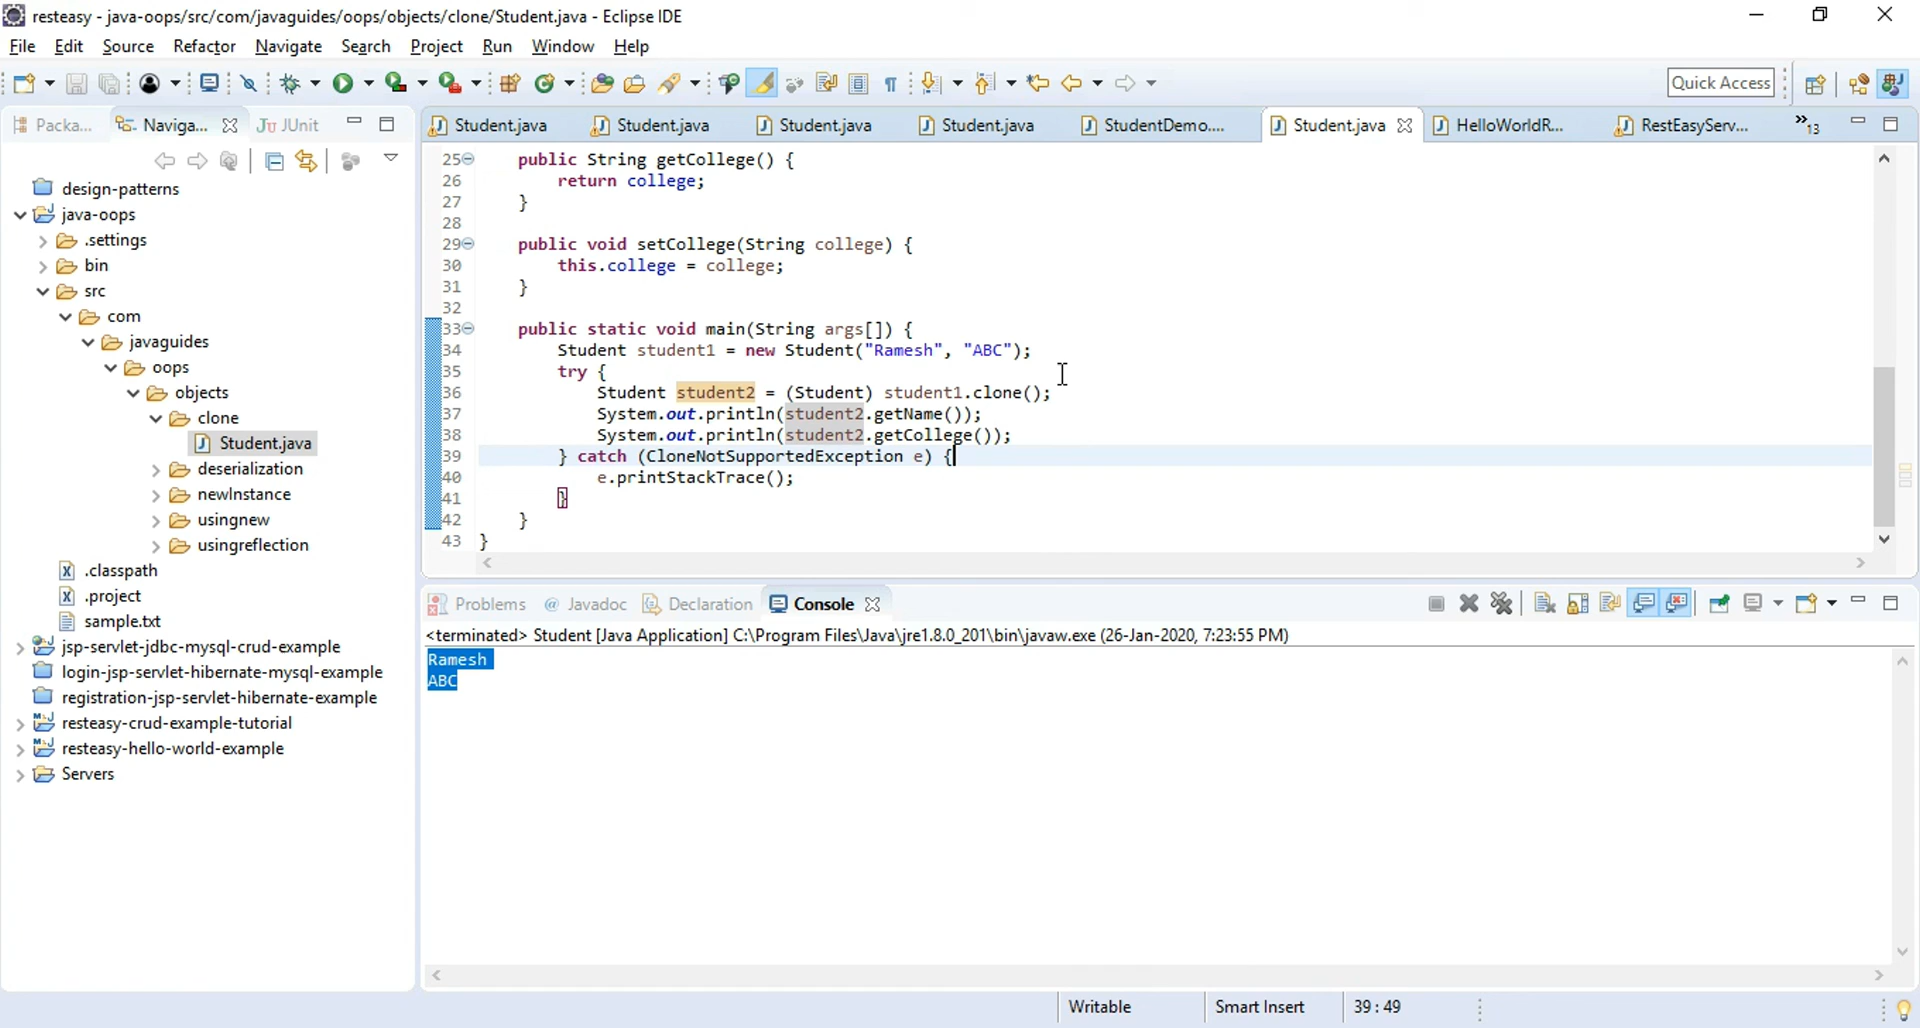 resteasy - java-oops/src/com/javaguides/oops/objects/clone/Student.java - Eclipse IDE
File Edit Source Refactor Navigate Search Project Run Window Help
Quick Access
Packa... Naviga... JUnit
Student.java Student.java Student.java Student.java StudentDemo.... Student.java HelloWorldR... RestEasyServ... »13
design-patterns
java-oops
.settings
bin
src
com
javaguides
oops
objects
clone
Student.java
deserialization
newInstance
usingnew
usingreflection
.classpath
.project
sample.txt
jsp-servlet-jdbc-mysql-crud-example
login-jsp-servlet-hibernate-mysql-example
registration-jsp-servlet-hibernate-example
resteasy-crud-example-tutorial
resteasy-hello-world-example
Servers
25 public String getCollege() {
26 return college;
27 }
28
29 public void setCollege(String college) {
30 this.college = college;
31 }
32
33 public static void main(String args[]) {
34 Student student1 = new Student("Ramesh", "ABC");
35 try {
36 Student student2 = (Student) student1.clone();
37 System.out.println(student2.getName());
38 System.out.println(student2.getCollege());
39 } catch (CloneNotSupportedException e) {
40 e.printStackTrace();
41 }
42 }
43 }
Problems @ Javadoc Declaration Console
<terminated> Student [Java Application] C:\Program Files\Java\jre1.8.0_201\bin\javaw.exe (26-Jan-2020, 7:23:55 PM)
Ramesh
ABC
Writable Smart Insert 39 : 49